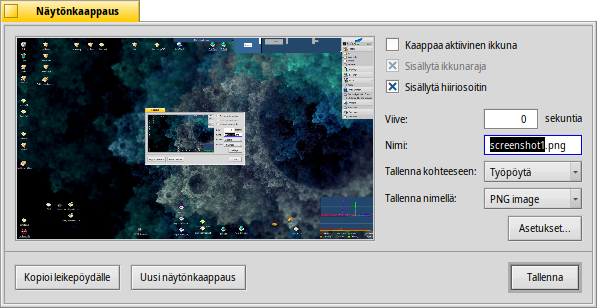 Näytönkaappaus
Kaappaa aktiivinen ikkuna
Sisällytä ikkunaraja
Sisällytä hiiriosoitin
Viive: 0 sekuntia
Nimi: screenshot1.png
Tallenna kohteeseen: Työpöytä
Tallenna nimellä: PNG image
Asetukset...
Kopioi leikepöydälle
Uusi näytönkaappaus
Tallenna